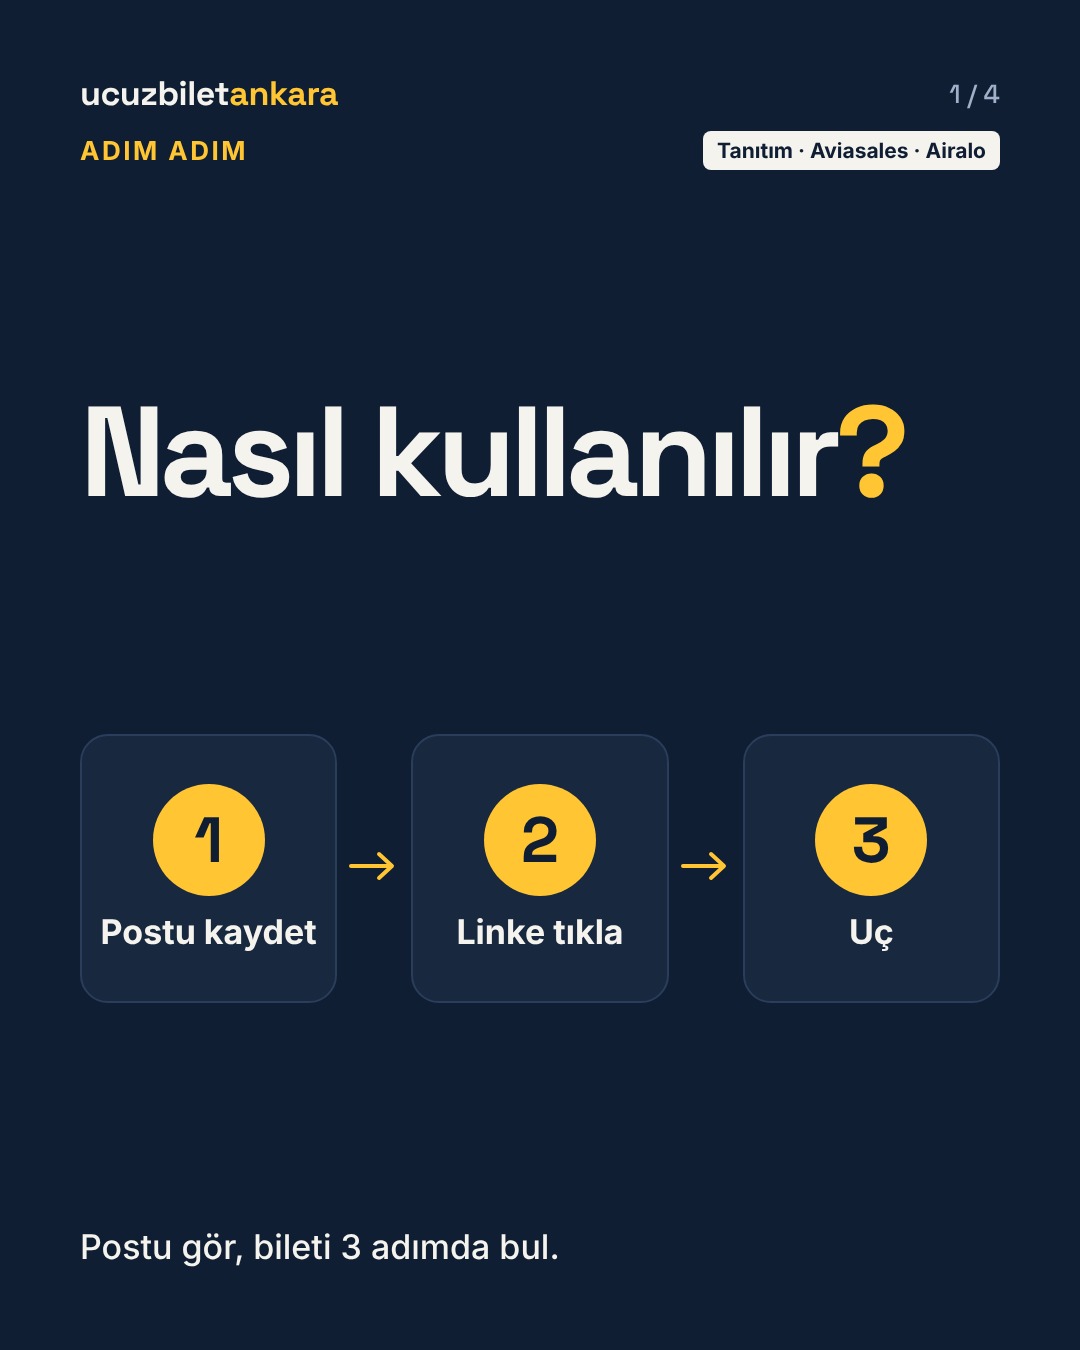 ucuzbiletankara
1 / 4
ADIM ADIM
Tanıtım · Aviasales · Airalo
Nasıl kullanılır?
1
Postu kaydet
2
Linke tıkla
3
Uç
Postu gör, bileti 3 adımda bul.